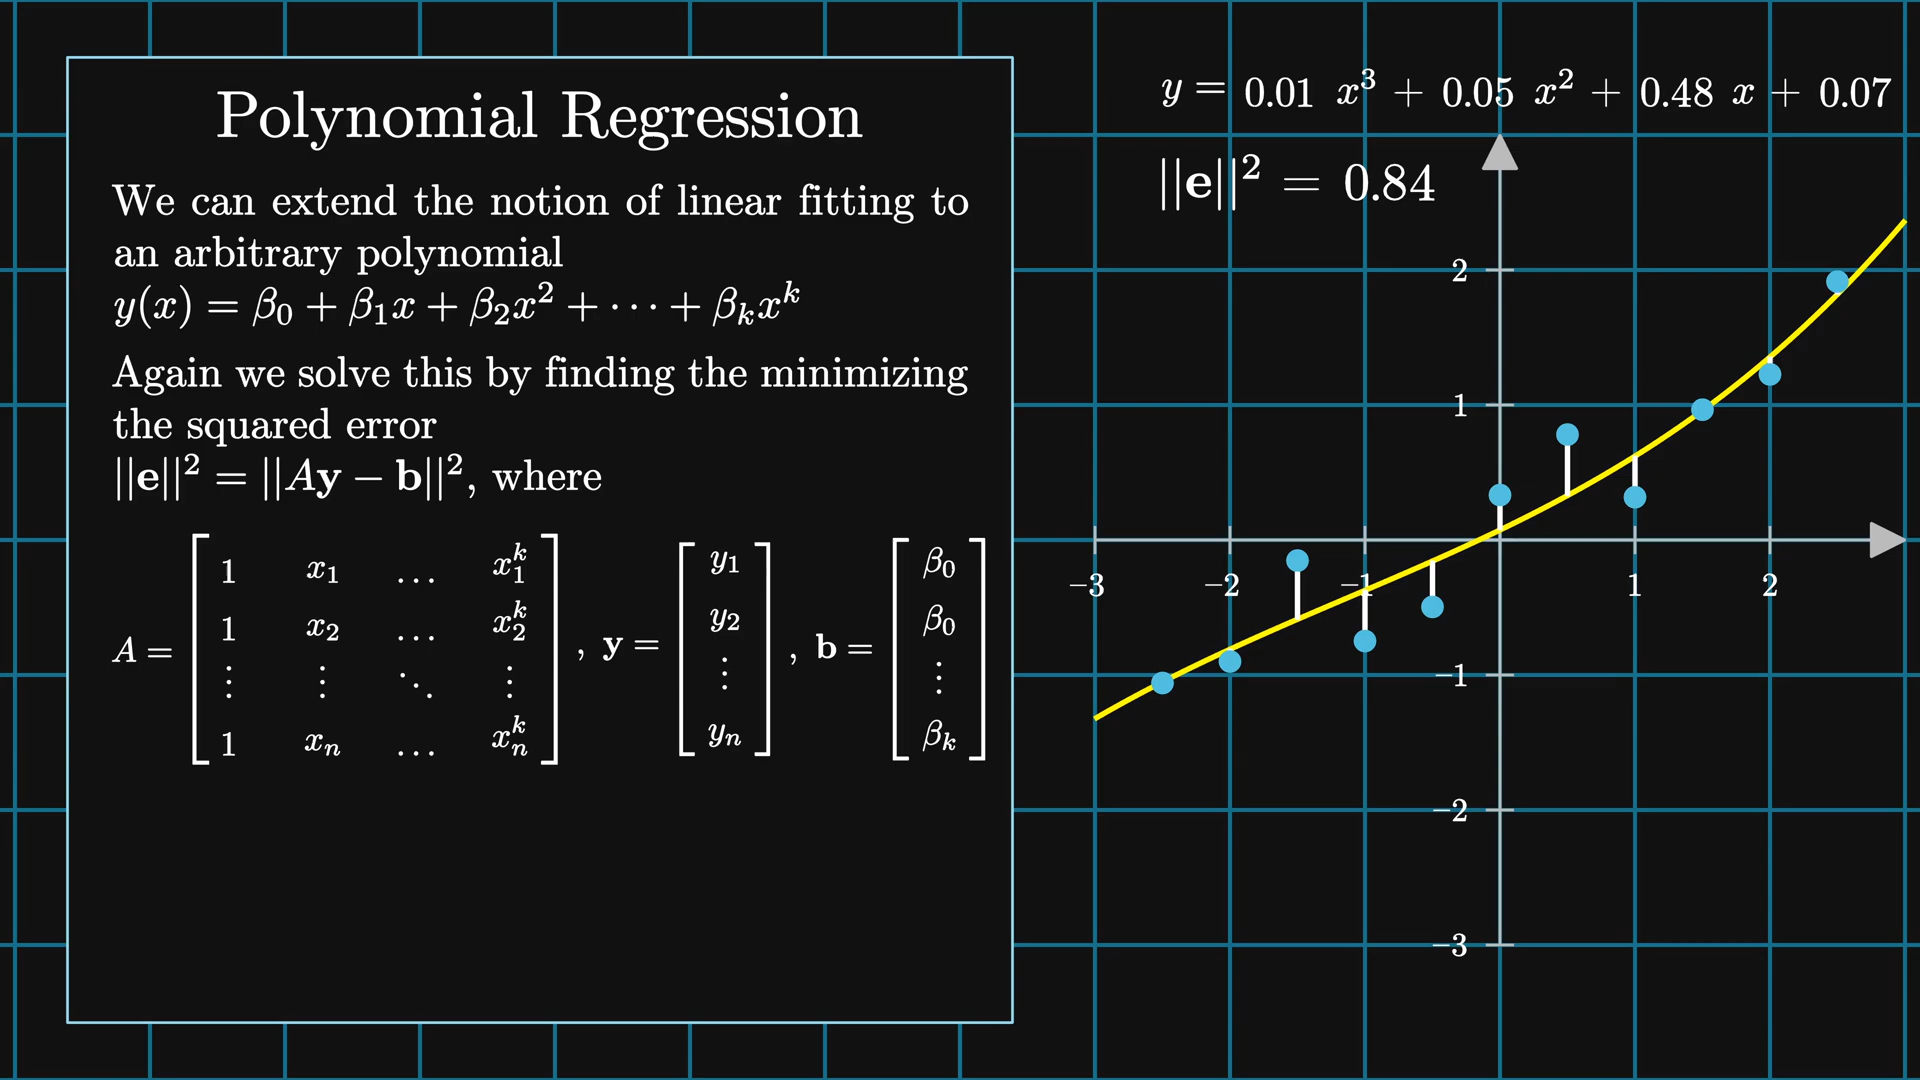 Polynomial Regression
We can extend the notion of linear fitting to
an arbitrary polynomial
y(x) = β₀ + β₁x + β₂x² + ⋯ + βₖxᵏ
Again we solve this by finding the minimizing
the squared error
||e||² = ||Ay − b||², where
A = [ 1 x₁ … x₁ᵏ
1 x₂ … x₂ᵏ
⋮ ⋮ ⋱ ⋮
1 xₙ … xₙᵏ ] , y = [ y₁
y₂
⋮
yₙ ] , b = [ β₀
β₀
⋮
βₖ ]
y = 0.01 x³ + 0.05 x² + 0.48 x + 0.07
||e||² = 0.84
2
1
−3 −2 −1 1 2
−1
−2
−3